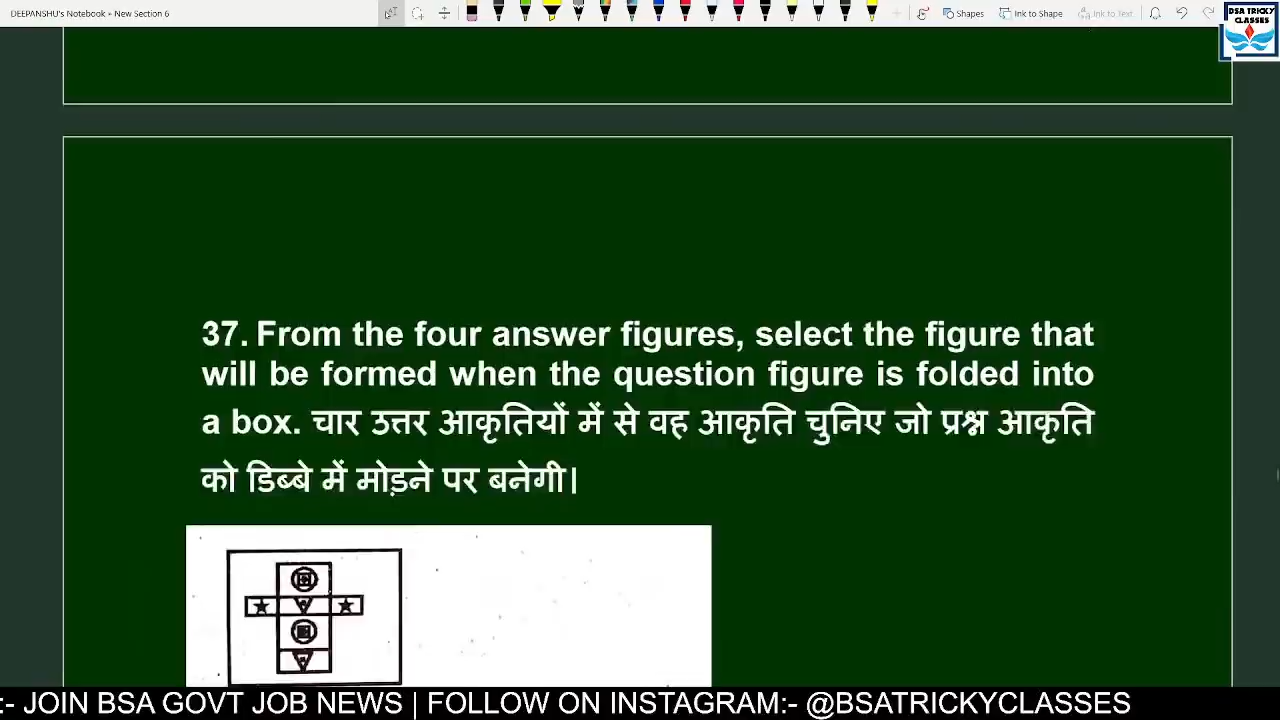 DEEPANSHU's Notebook » New Section 6
Shapes
Ink to Shape
Ink to Text
BSA TRICKY
CLASSES
37. From the four answer figures, select the figure that
will be formed when the question figure is folded into
a box. चार उत्तर आकृतियों में से वह आकृति चुनिए जो प्रश्न आकृति
को डिब्बे में मोड़ने पर बनेगी।
:- JOIN BSA GOVT JOB NEWS | FOLLOW ON INSTAGRAM:- @BSATRICKYCLASSES